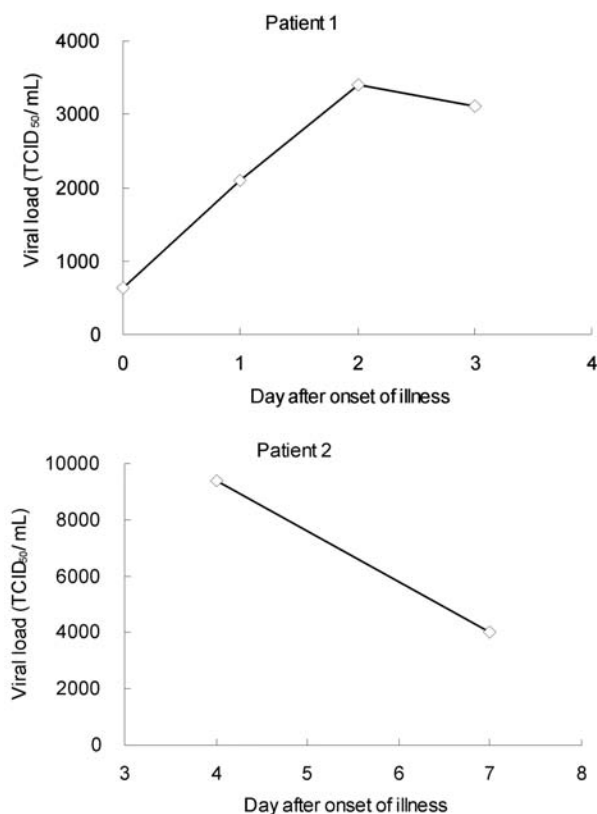 Patient 1
Viral load (TCID50/ mL)
4000
3000
2000
1000
0
0 1 2 3 4
Day after onset of illness
Patient 2
Viral load (TCID50/ mL)
10000
8000
6000
4000
2000
0
3 4 5 6 7 8
Day after onset of illness